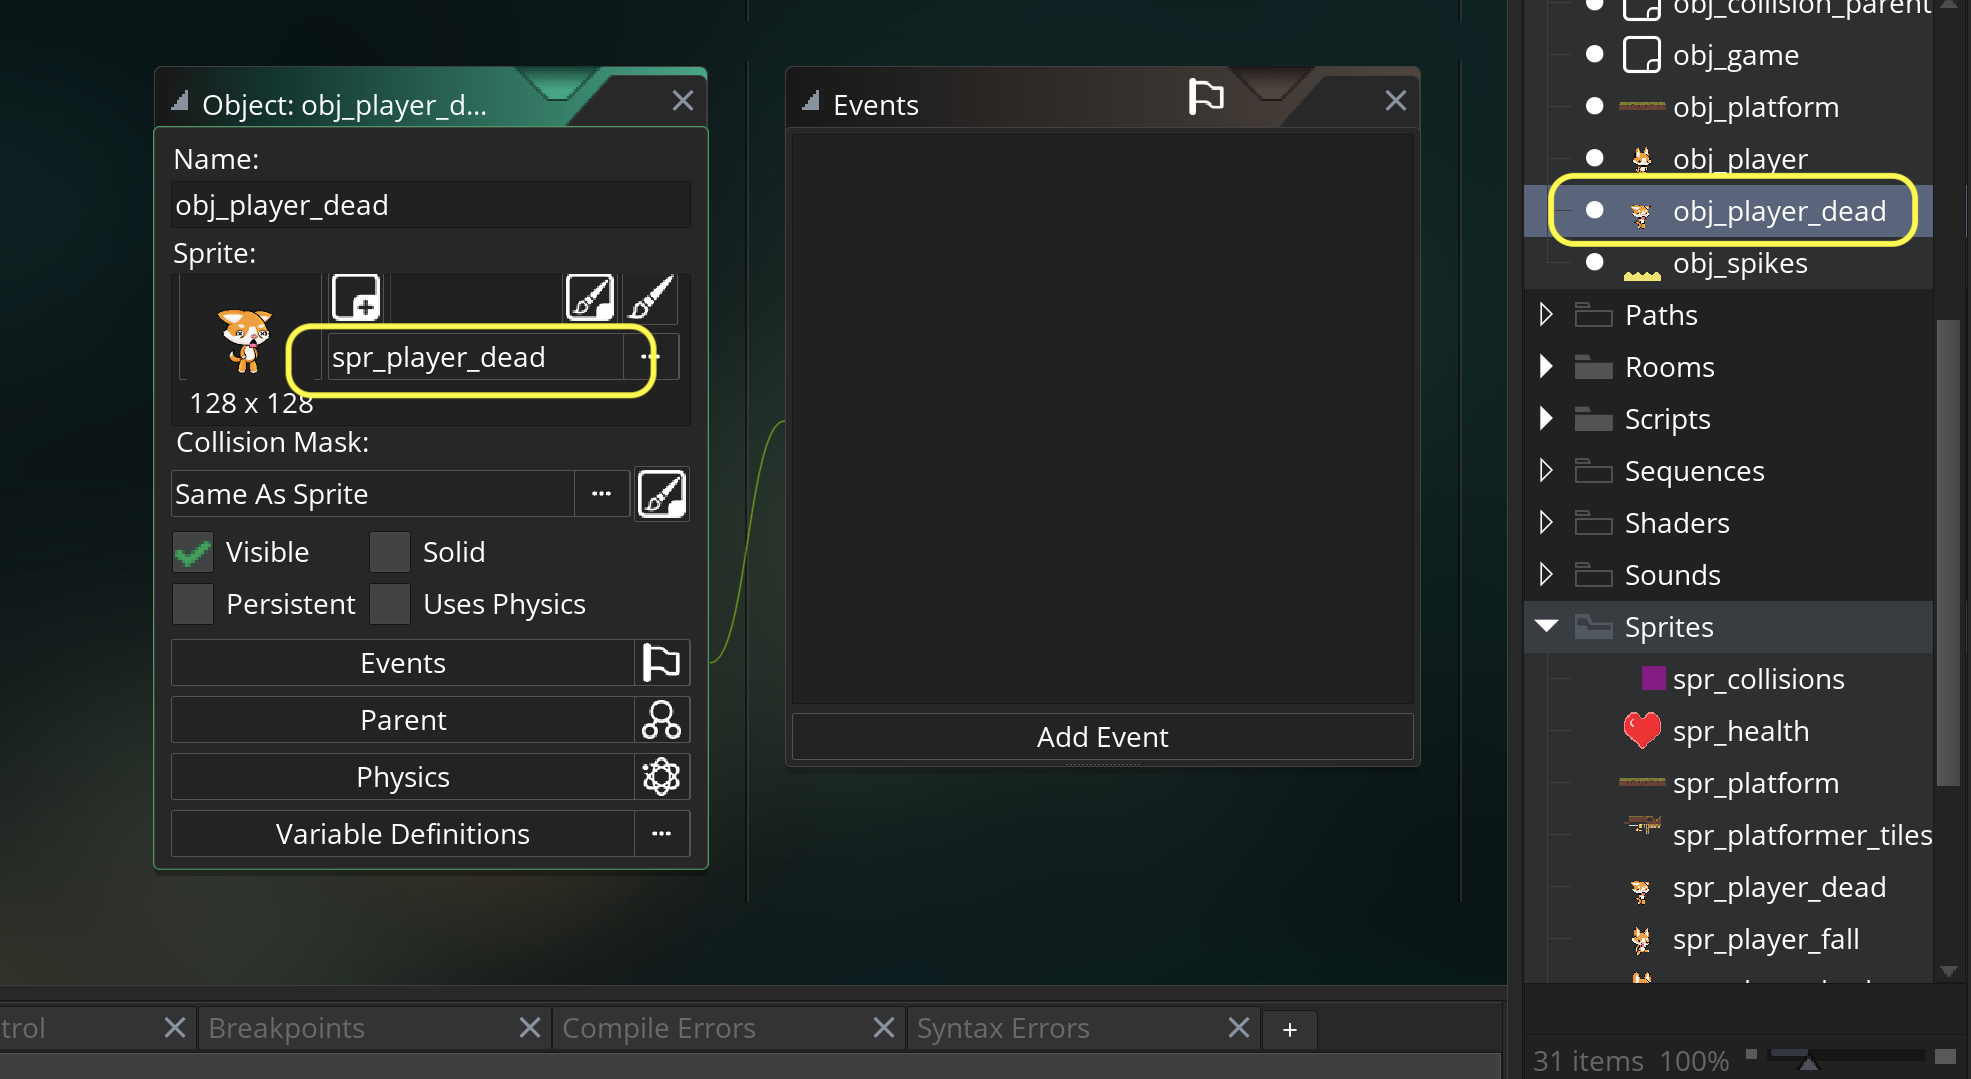 Object: obj_player_d...
Name:
obj_player_dead
Sprite:
spr_player_dead
...
128 x 128
Collision Mask:
Same As Sprite
...
Visible
Solid
Persistent
Uses Physics
Events
Parent
Physics
Variable Definitions
...
Events
Add Event
obj_collision_parent
obj_game
obj_platform
obj_player
obj_player_dead
obj_spikes
Paths
Rooms
Scripts
Sequences
Shaders
Sounds
Sprites
spr_collisions
spr_health
spr_platform
spr_platformer_tiles
spr_player_dead
spr_player_fall
trol
Breakpoints
Compile Errors
Syntax Errors
+
31 items 100%